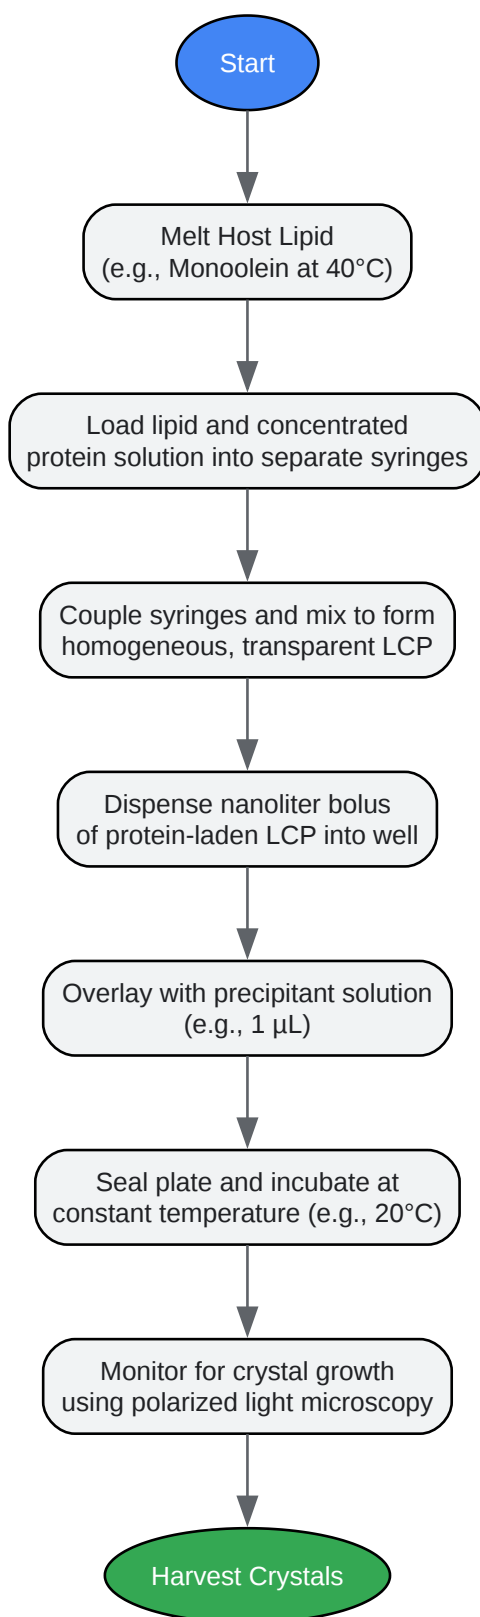 Start
Melt Host Lipid
(e.g., Monoolein at 40°C)
Load lipid and concentrated
protein solution into separate syringes
Couple syringes and mix to form
homogeneous, transparent LCP
Dispense nanoliter bolus
of protein-laden LCP into well
Overlay with precipitant solution
(e.g., 1 µL)
Seal plate and incubate at
constant temperature (e.g., 20°C)
Monitor for crystal growth
using polarized light microscopy
Harvest Crystals